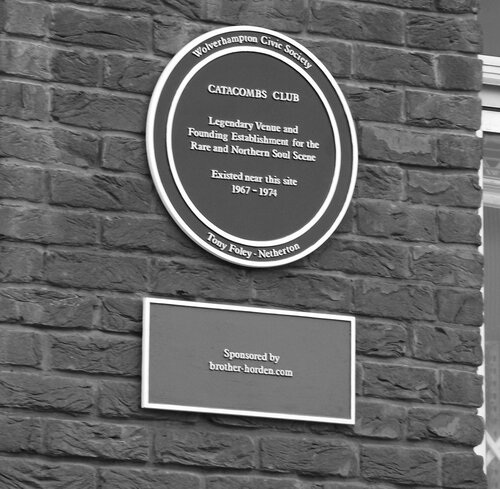 Wolverhampton Civic Society
CATACOMBS CLUB
Legendary Venue and
Founding Establishment for the
Rare and Northern Soul Scene
Existed near this site
1967 - 1974
Tony Foley - Netherton
Sponsored by
brother-horden.com